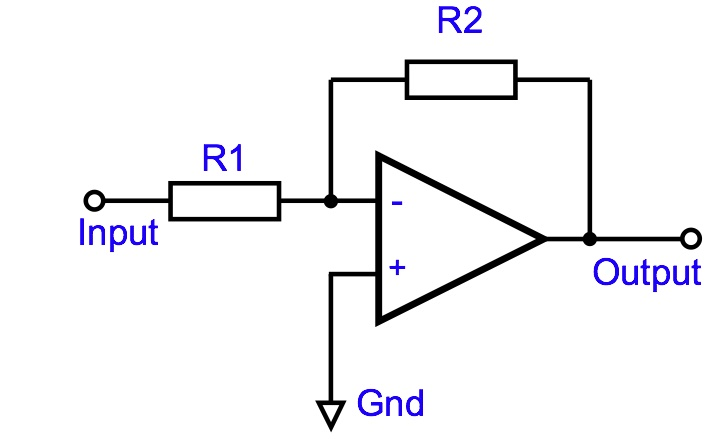 R2
R1
-
Input
+
Output
Gnd